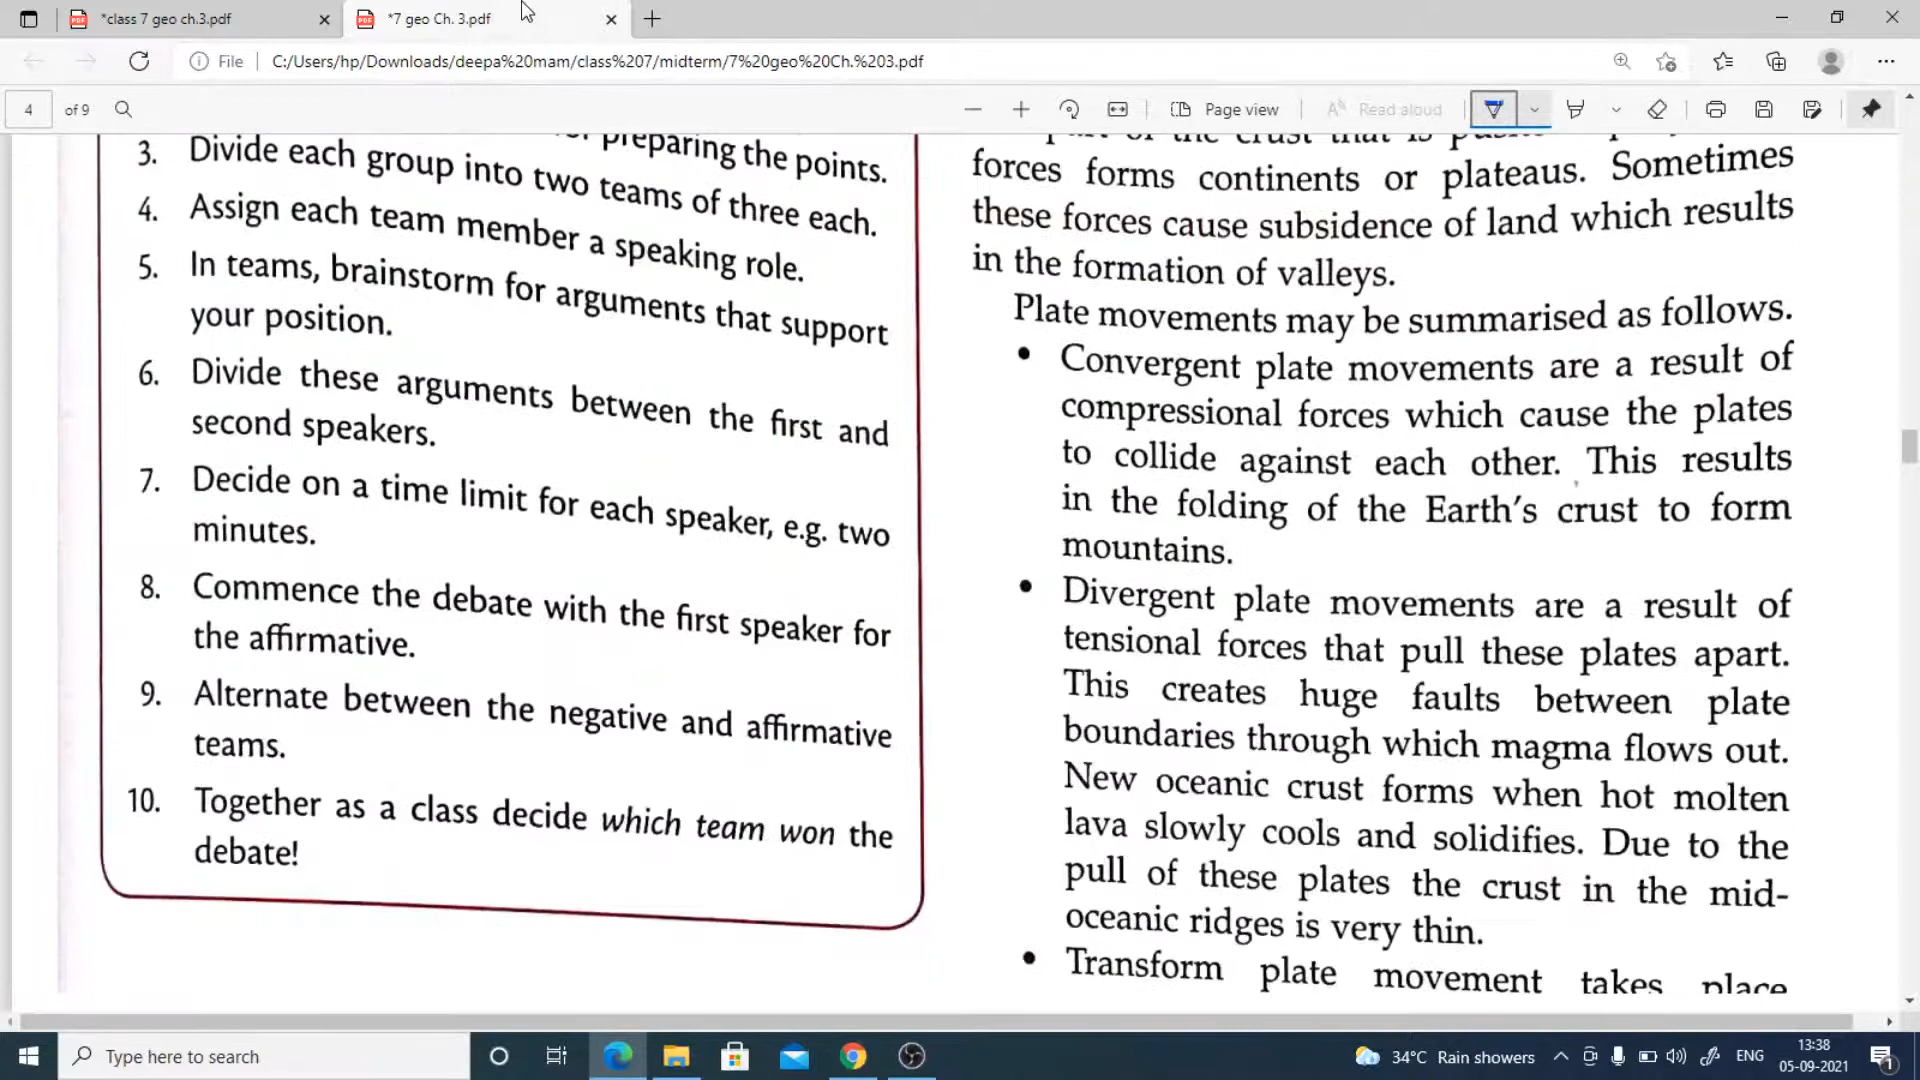 *class 7 geo ch.3.pdf
*7 geo Ch. 3.pdf
File
C:/Users/hp/Downloads/deepa%20mam/class%207/midterm/7%20geo%20Ch.%203.pdf
4
of 9
Page view
Read aloud
preparing the points.
3. Divide each group into two teams of three each.
4. Assign each team member a speaking role.
5. In teams, brainstorm for arguments that support
your position.
6. Divide these arguments between the first and
second speakers.
7. Decide on a time limit for each speaker, e.g. two
minutes.
8. Commence the debate with the first speaker for
the affirmative.
9. Alternate between the negative and affirmative
teams.
10. Together as a class decide which team won the
debate!
of the crust that is
forces forms continents or plateaus. Sometimes
these forces cause subsidence of land which results
in the formation of valleys.
Plate movements may be summarised as follows.
• Convergent plate movements are a result of
compressional forces which cause the plates
to collide against each other. This results
in the folding of the Earth's crust to form
mountains.
• Divergent plate movements are a result of
tensional forces that pull these plates apart.
This creates huge faults between plate
boundaries through which magma flows out.
New oceanic crust forms when hot molten
lava slowly cools and solidifies. Due to the
pull of these plates the crust in the mid-
oceanic ridges is very thin.
• Transform plate movement takes place
Type here to search
34°C Rain showers
ENG
13:38
05-09-2021
1